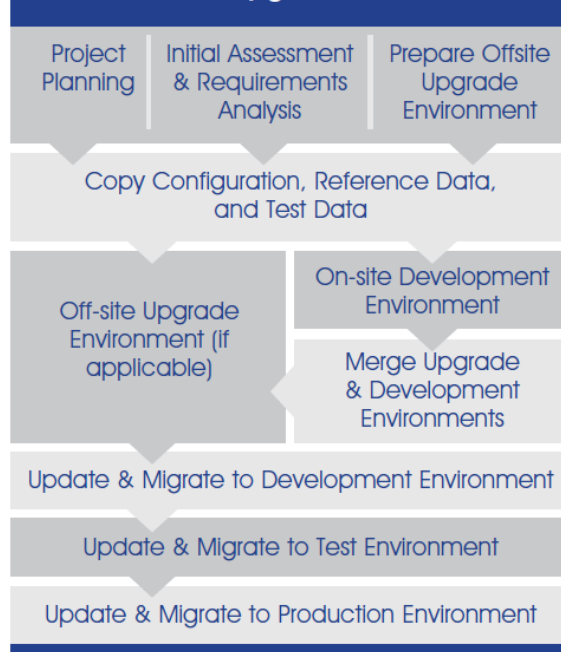 Project
Planning
Initial Assessment
& Requirements
Analysis
Prepare Offsite
Upgrade
Environment
Copy Configuration, Reference Data,
and Test Data
Off-site Upgrade
Environment (if
applicable)
On-site Development
Environment
Merge Upgrade
& Development
Environments
Update & Migrate to Development Environment
Update & Migrate to Test Environment
Update & Migrate to Production Environment